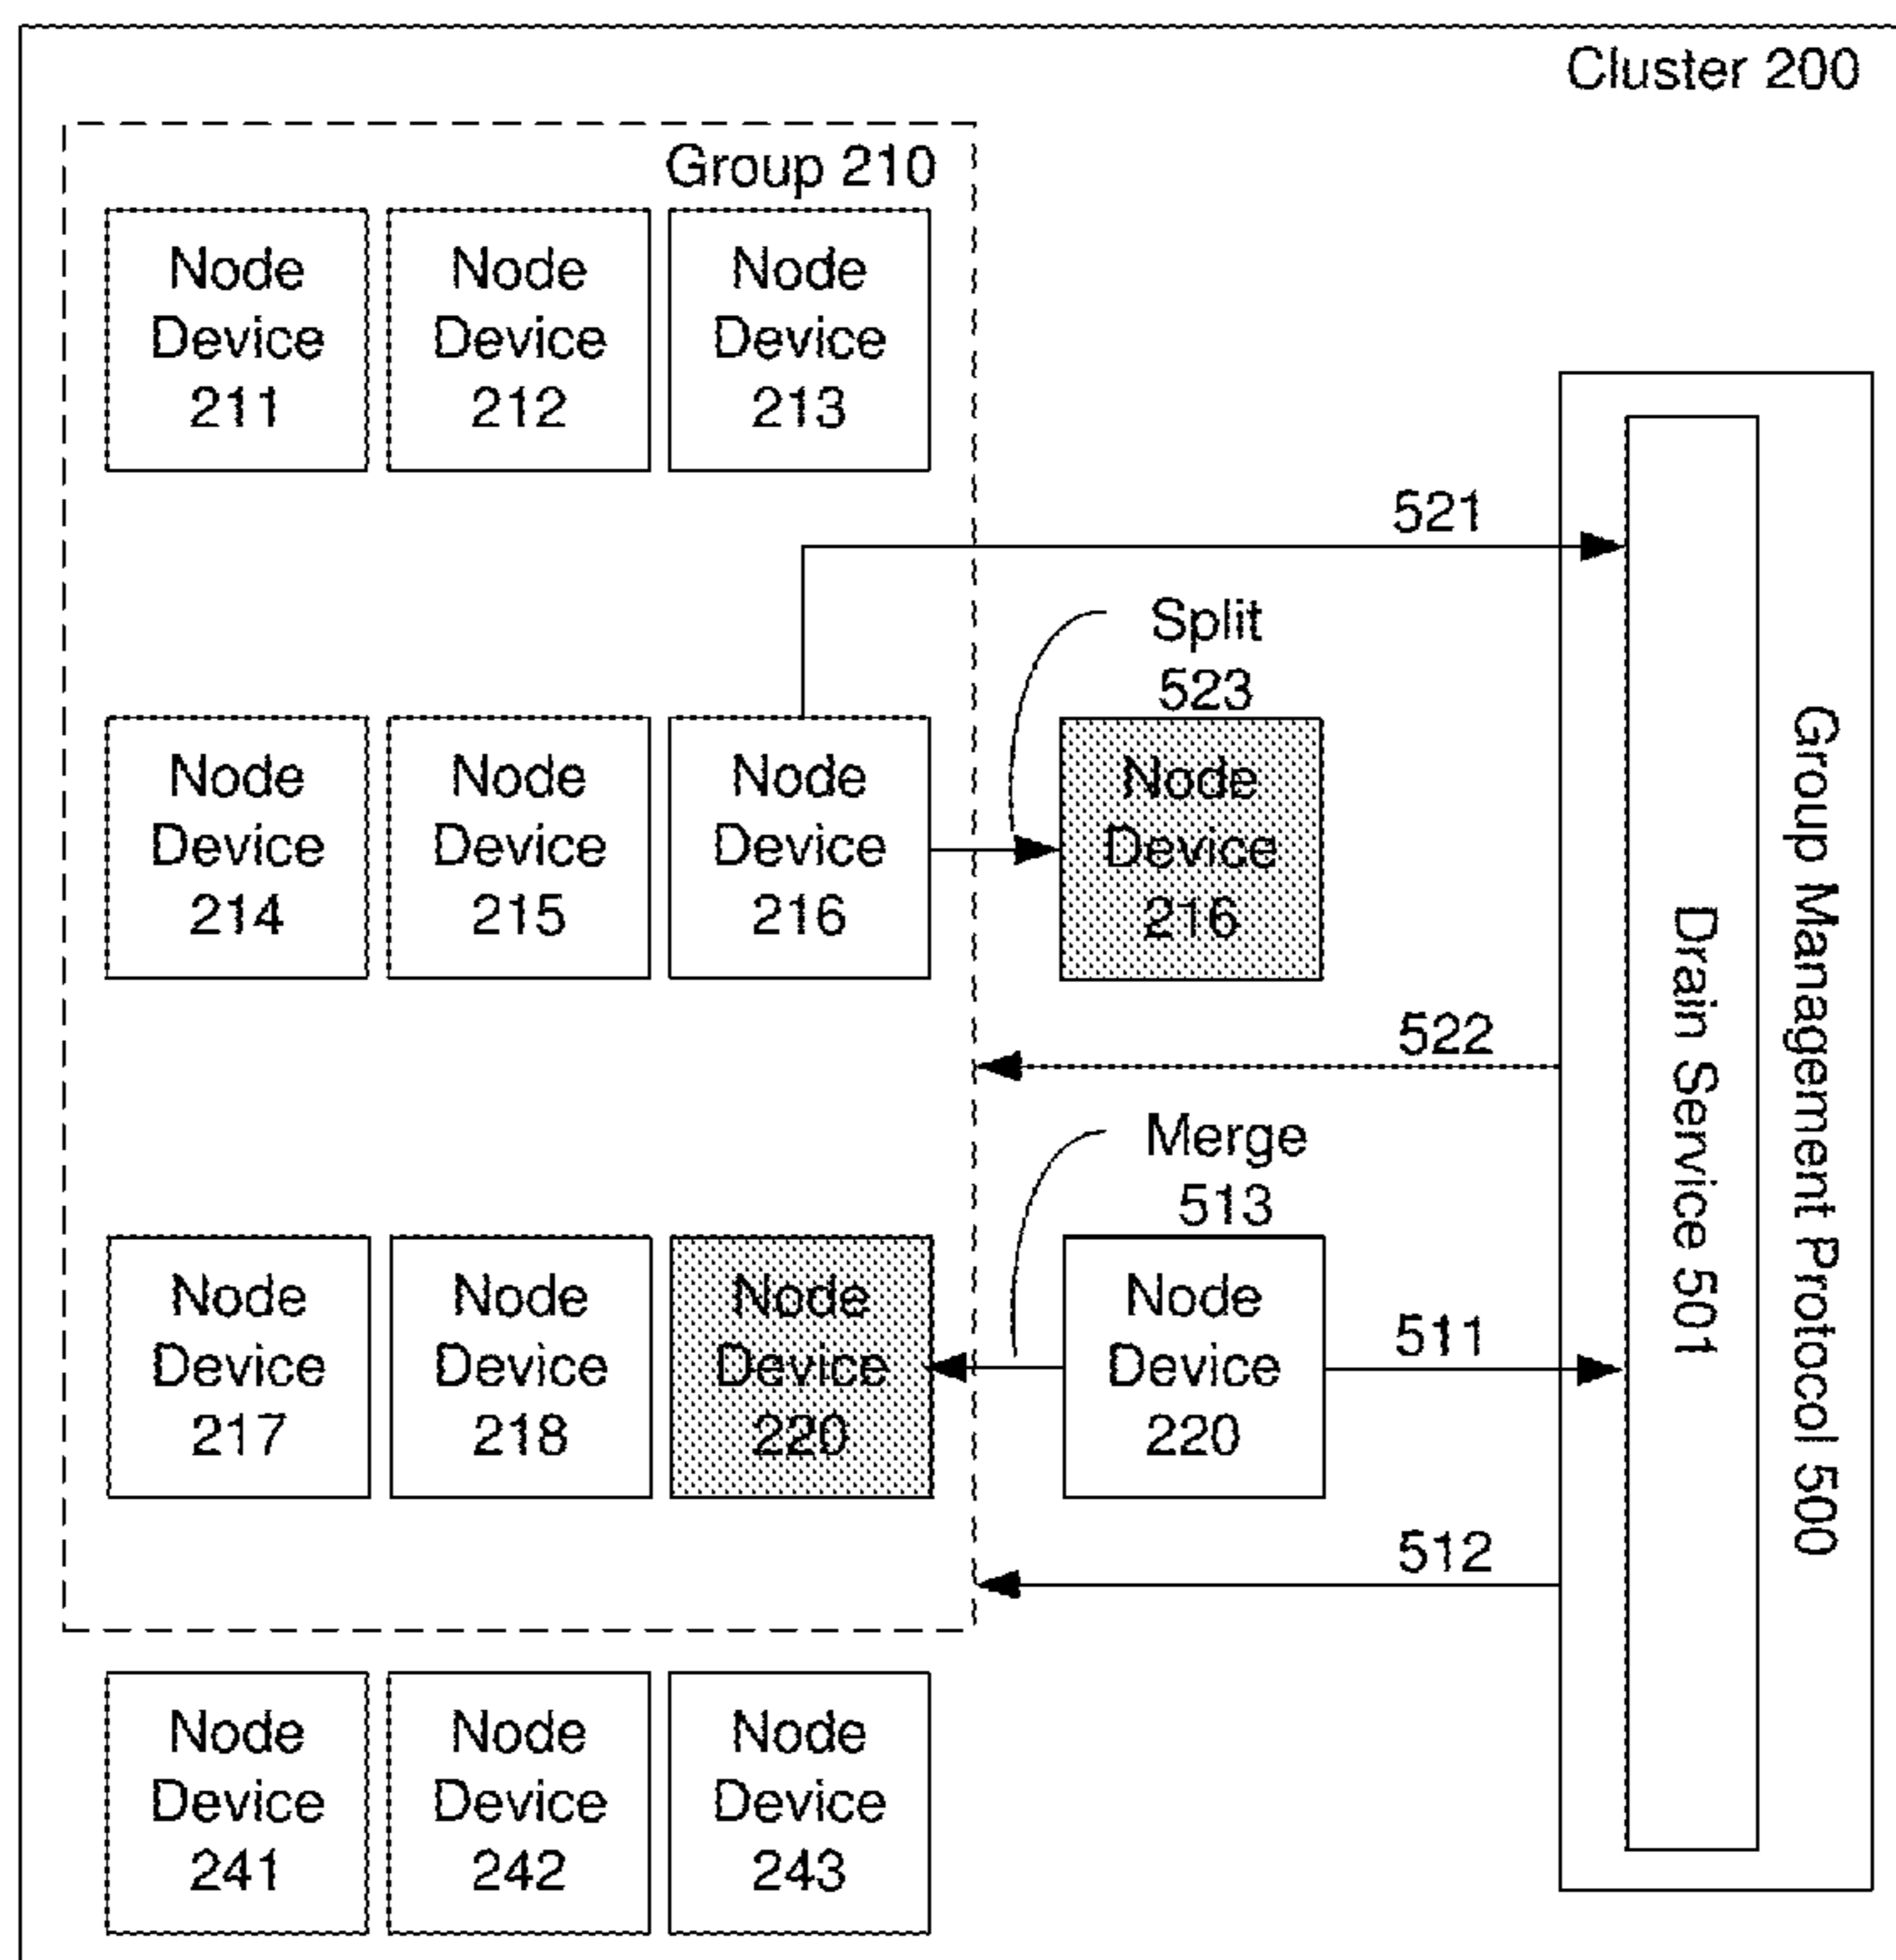 Cluster 200
Group 210
Node
Device
211
Node
Device
212
Node
Device
213
521
Split
523
Node
Device
214
Node
Device
215
Node
Device
216
Node
Device
216
522
Merge
513
Node
Device
217
Node
Device
218
Node
Device
220
Node
Device
220
511
512
Node
Device
241
Node
Device
242
Node
Device
243
Drain Service 501
Group Management Protocol 500